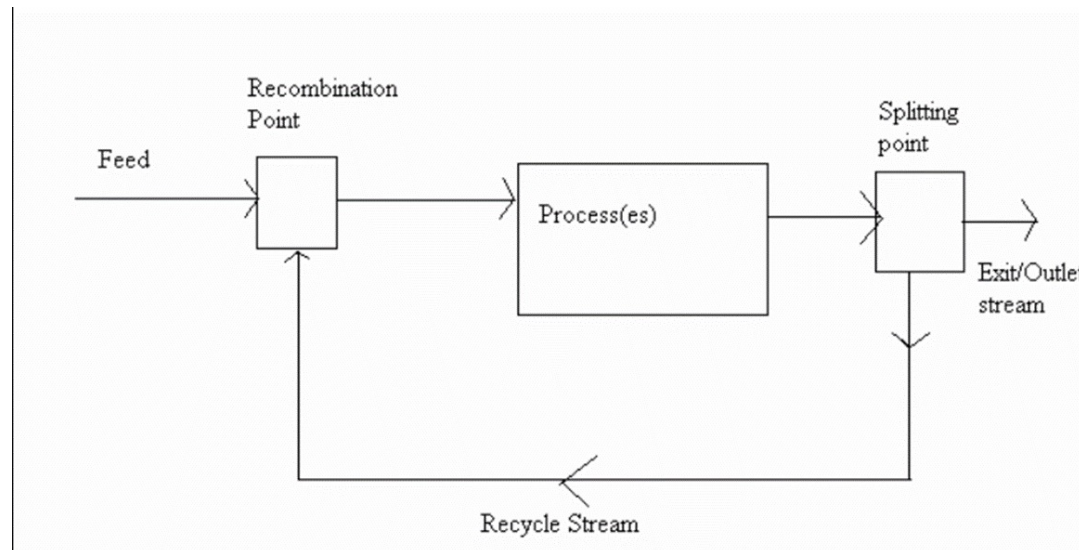 Recombination
Point
Feed
Splitting
point
Process(es)
Exit/Outlet
stream
Recycle Stream